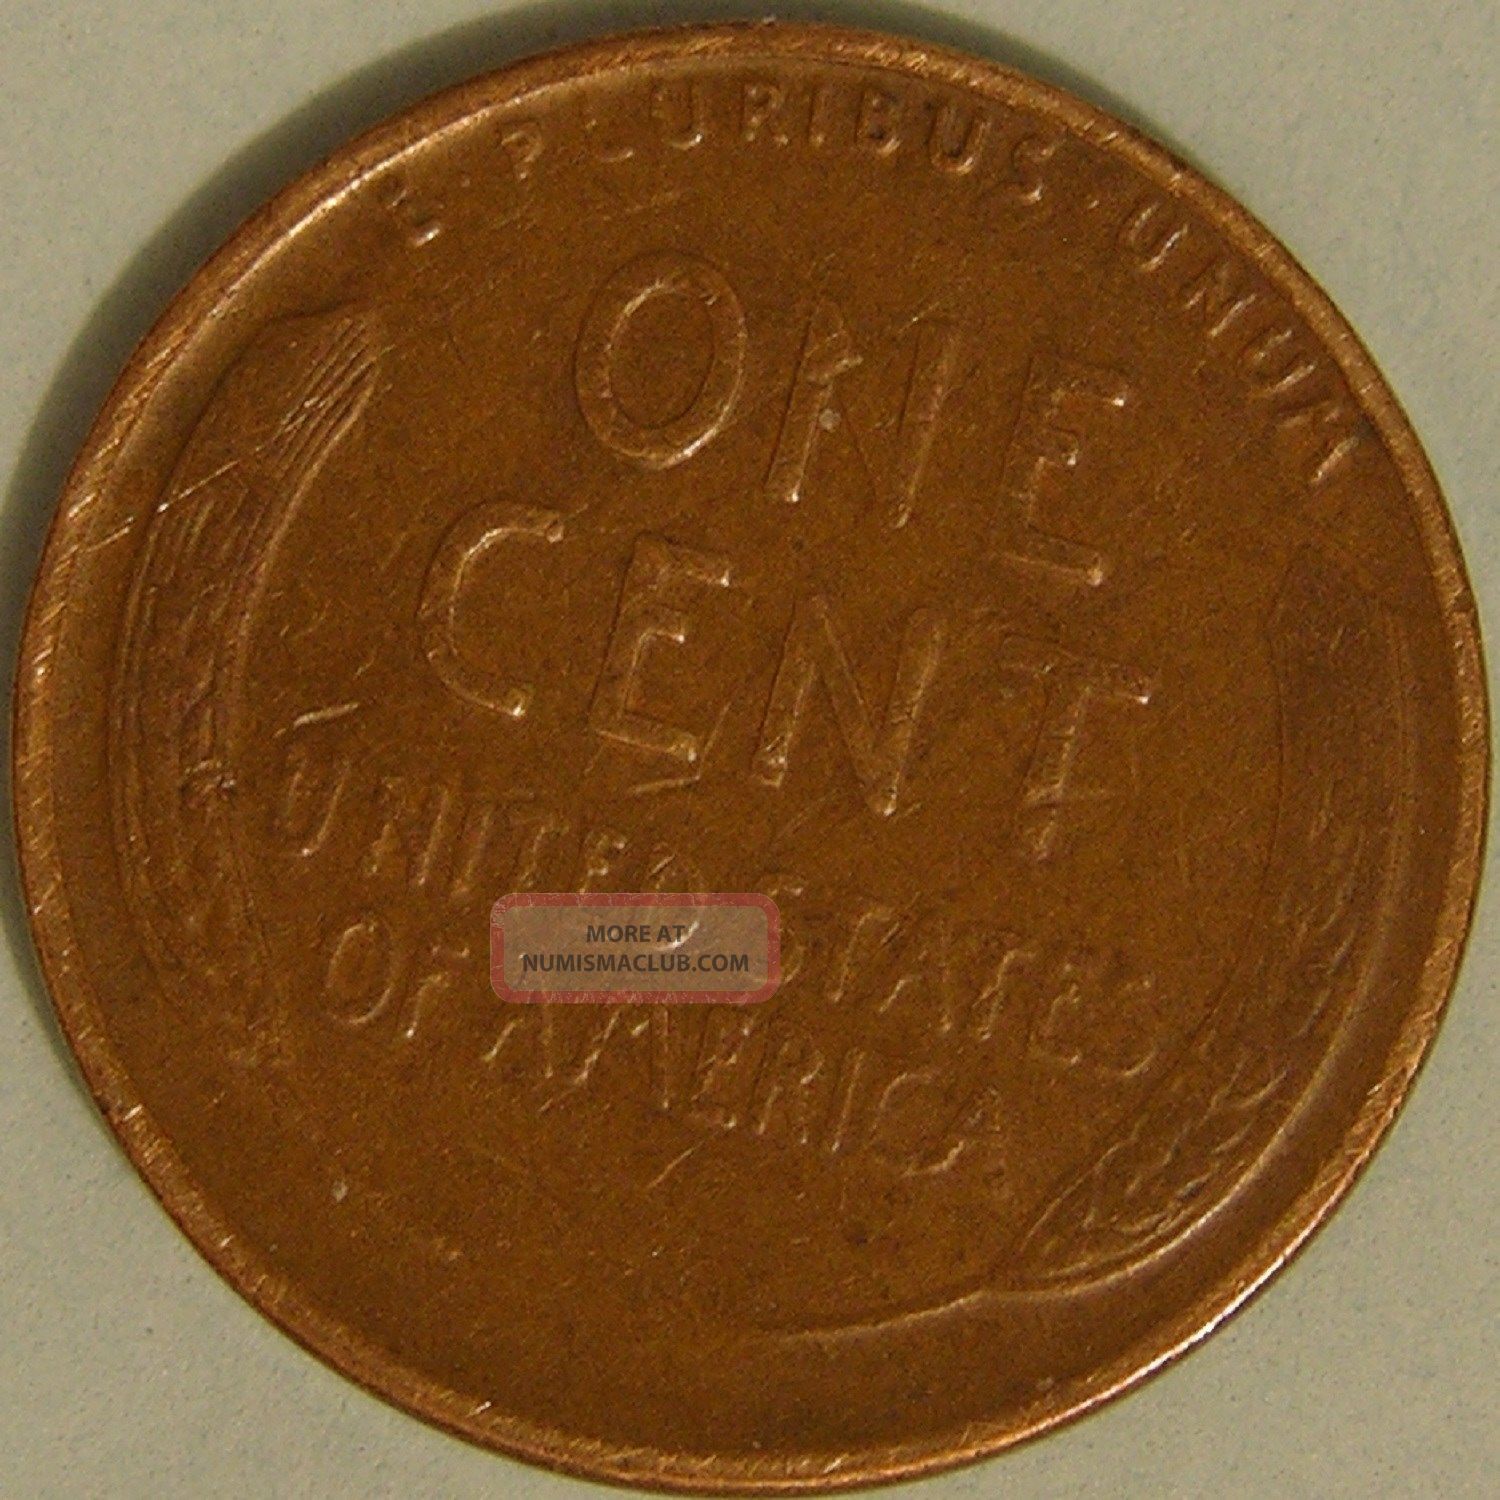 E·PLURIBUS·UNUM
ONE
CENT
UNITED STATES
OF AMERICA
MORE AT
NUMISMACLUB.COM